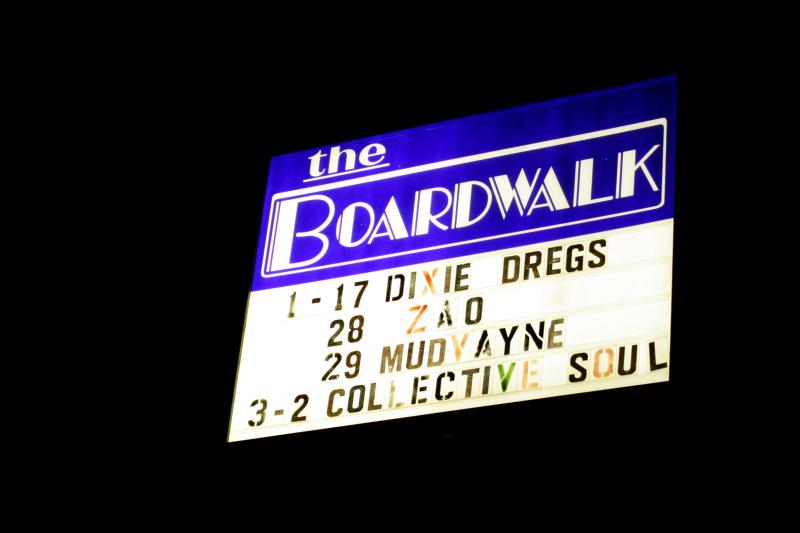 the
BOARDWALK
1-17 DIXIE DREGS
28 ZAO
29 MUDVAYNE
3-2 COLLECTIVE SOUL